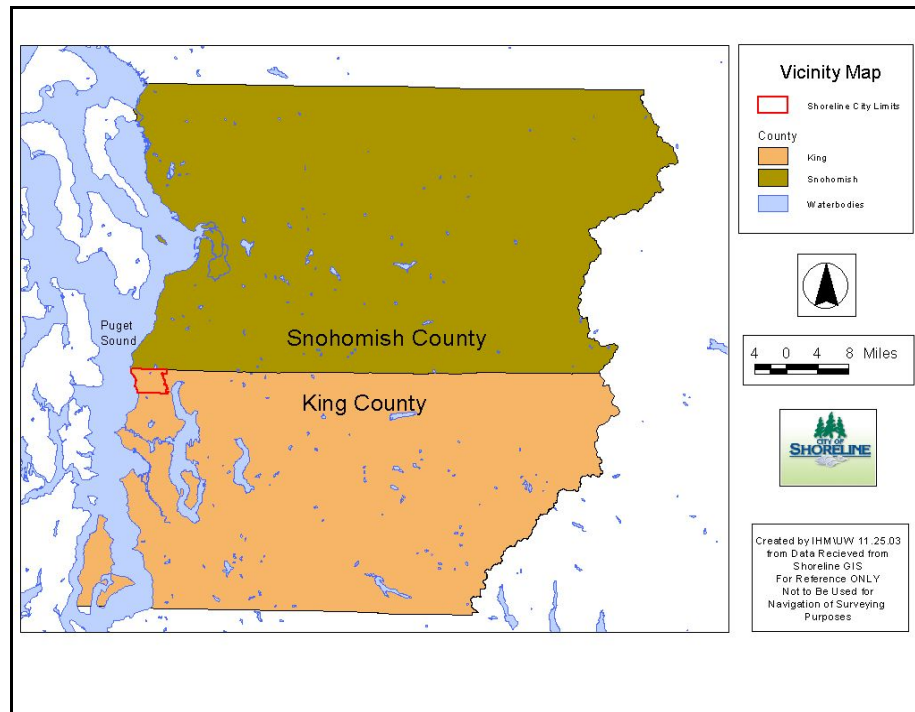 Vicinity Map
Shoreline City Limits
County
King
Snohomish
Waterbodies
Puget
Sound
Snohomish County
King County
4 0 4 8 Miles
CITY OF
SHORELINE
Created by IHM\UW 11.25.03
from Data Recieved from
Shoreline GIS
For Reference ONLY
Not to Be Used for
Navigation of Surveying
Purposes